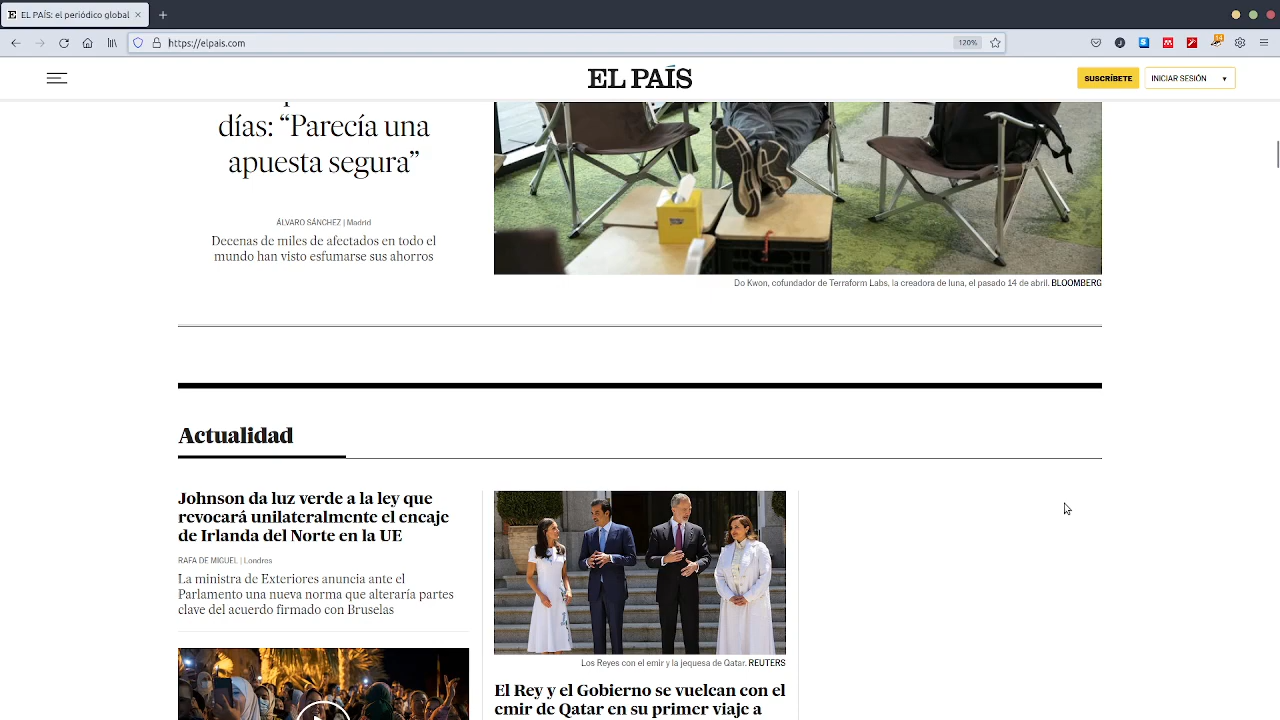 EL PAÍS: el periódico global
https://elpais.com
120%
EL PAÍS
SUSCRÍBETE
INICIAR SESIÓN
días: “Parecía una
apuesta segura”
ÁLVARO SÁNCHEZ | Madrid
Decenas de miles de afectados en todo el
mundo han visto esfumarse sus ahorros
Do Kwon, cofundador de Terraform Labs, la creadora de luna, el pasado 14 de abril. BLOOMBERG
Actualidad
Johnson da luz verde a la ley que
revocará unilateralmente el encaje
de Irlanda del Norte en la UE
RAFA DE MIGUEL | Londres
La ministra de Exteriores anuncia ante el
Parlamento una nueva norma que alteraría partes
clave del acuerdo firmado con Bruselas
Los Reyes con el emir y la jequesa de Qatar. REUTERS
El Rey y el Gobierno se vuelcan con el
emir de Qatar en su primer viaje a